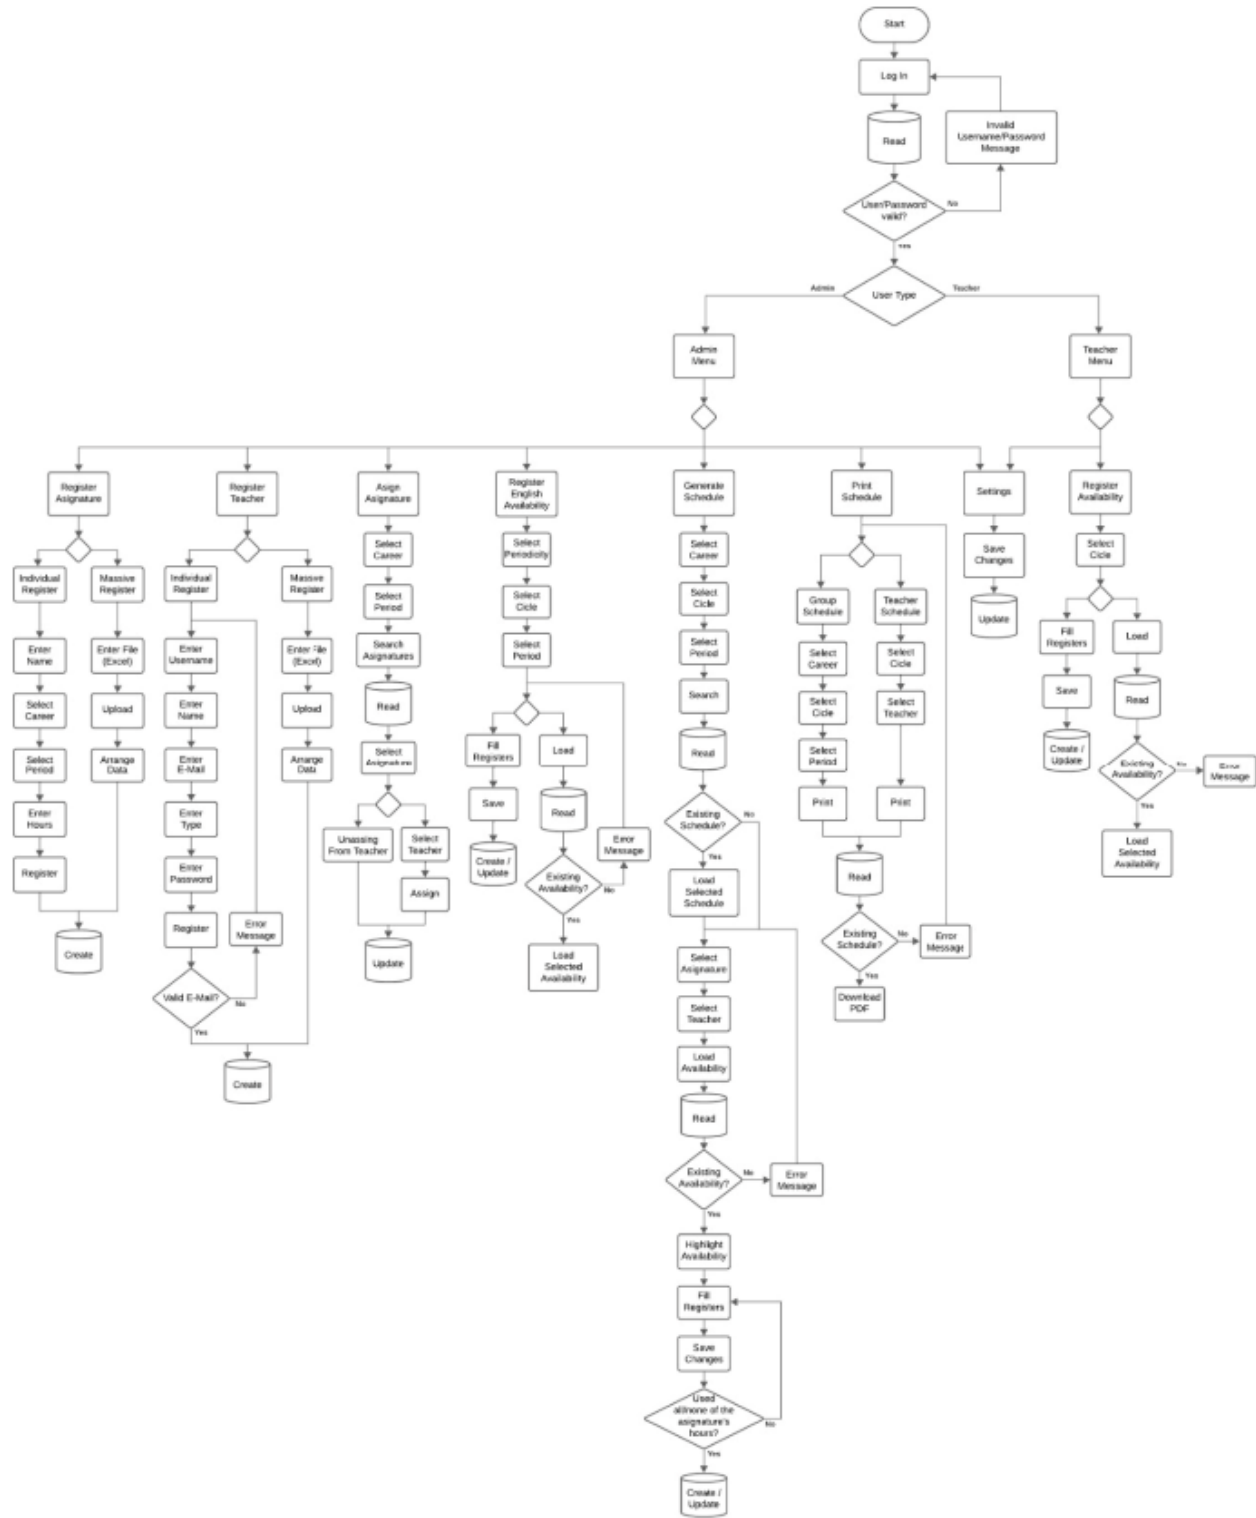 Start
Log In
Invalid
Username/Password
Message
Read
User/Password
valid?
No
Yes
User Type
Admin
Teacher
Admin
Menu
Teacher
Menu
Register
Asignature
Individual
Register
Massive
Register
Enter
Name
Enter File
(Excel)
Select
Career
Upload
Select
Period
Arrange
Data
Enter
Hours
Register
Create
Register
Teacher
Individual
Register
Massive
Register
Enter
Username
Enter File
(Excel)
Enter
Name
Upload
Enter
E-Mail
Arrange
Data
Enter
Type
Enter
Password
Register
Error
Message
Valid E-Mail?
No
Yes
Create
Asign
Asignature
Select
Career
Select
Period
Search
Asignatures
Read
Select
Asignature
Unassing
From Teacher
Select
Teacher
Assign
Update
Register
English
Availability
Select
Periodicity
Select
Cicle
Select
Period
Fill
Registers
Load
Save
Read
Create /
Update
Error
Message
Existing
Availability?
No
Yes
Load
Selected
Availability
Generate
Schedule
Select
Career
Select
Cicle
Select
Period
Search
Read
Existing
Schedule?
No
Yes
Load
Selected
Schedule
Select
Asignature
Select
Teacher
Load
Availability
Read
Existing
Availability?
No
Error
Message
Yes
Highlight
Availability
Fill
Registers
Save
Changes
Used
all/none of the
asignature's
hours?
No
Yes
Create /
Update
Print
Schedule
Group
Schedule
Teacher
Schedule
Select
Career
Select
Cicle
Select
Cicle
Select
Teacher
Select
Period
Print
Print
Read
Existing
Schedule?
No
Error
Message
Yes
Download
PDF
Settings
Save
Changes
Update
Register
Availability
Select
Cicle
Fill
Registers
Load
Save
Read
Create /
Update
Existing
Availability?
No
Error
Message
Yes
Load
Selected
Availability